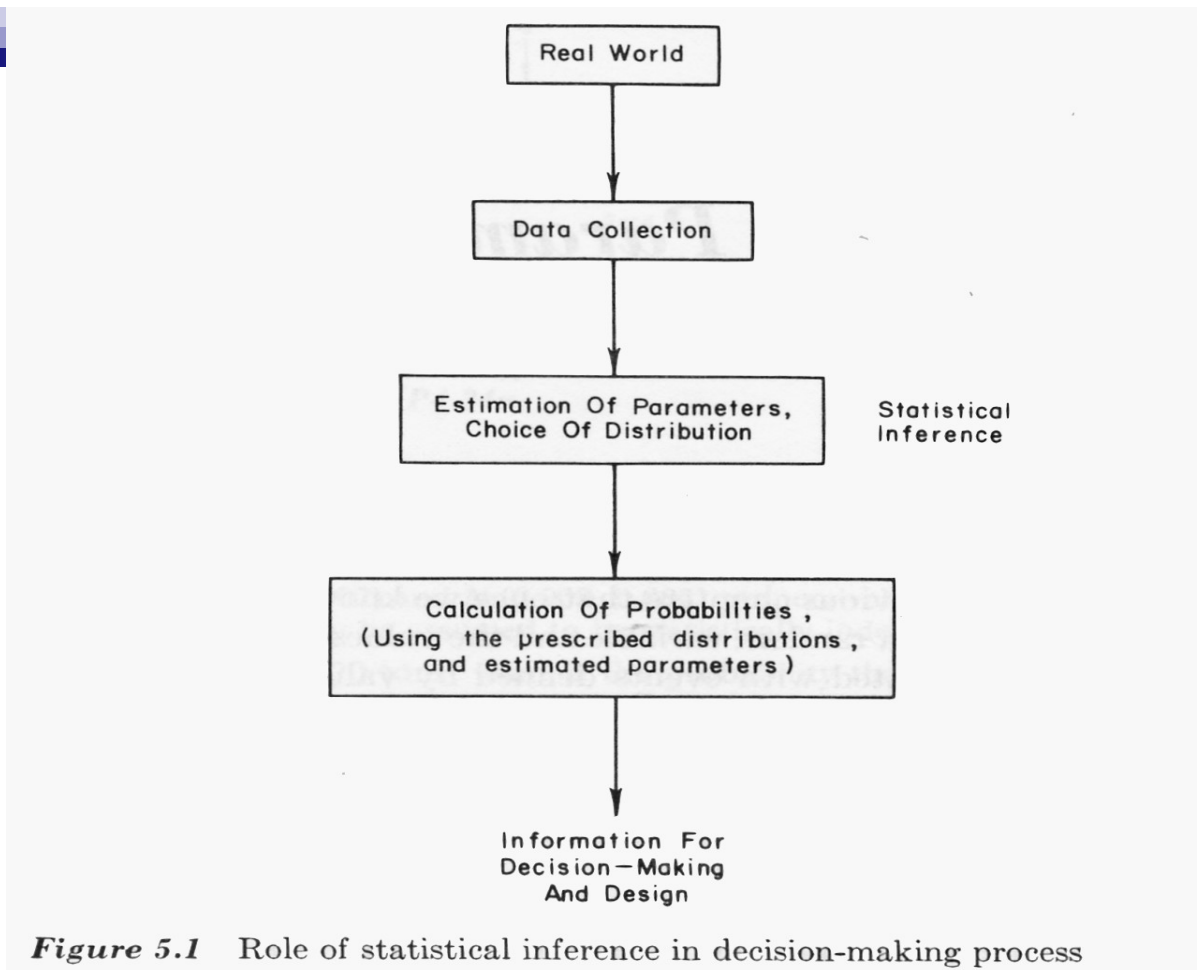 Real World
Data Collection
Estimation Of Parameters,
Choice Of Distribution
Statistical
Inference
Calculation Of Probabilities,
(Using the prescribed distributions,
and estimated parameters)
Information For
Decision—Making
And Design
Figure 5.1 Role of statistical inference in decision-making process